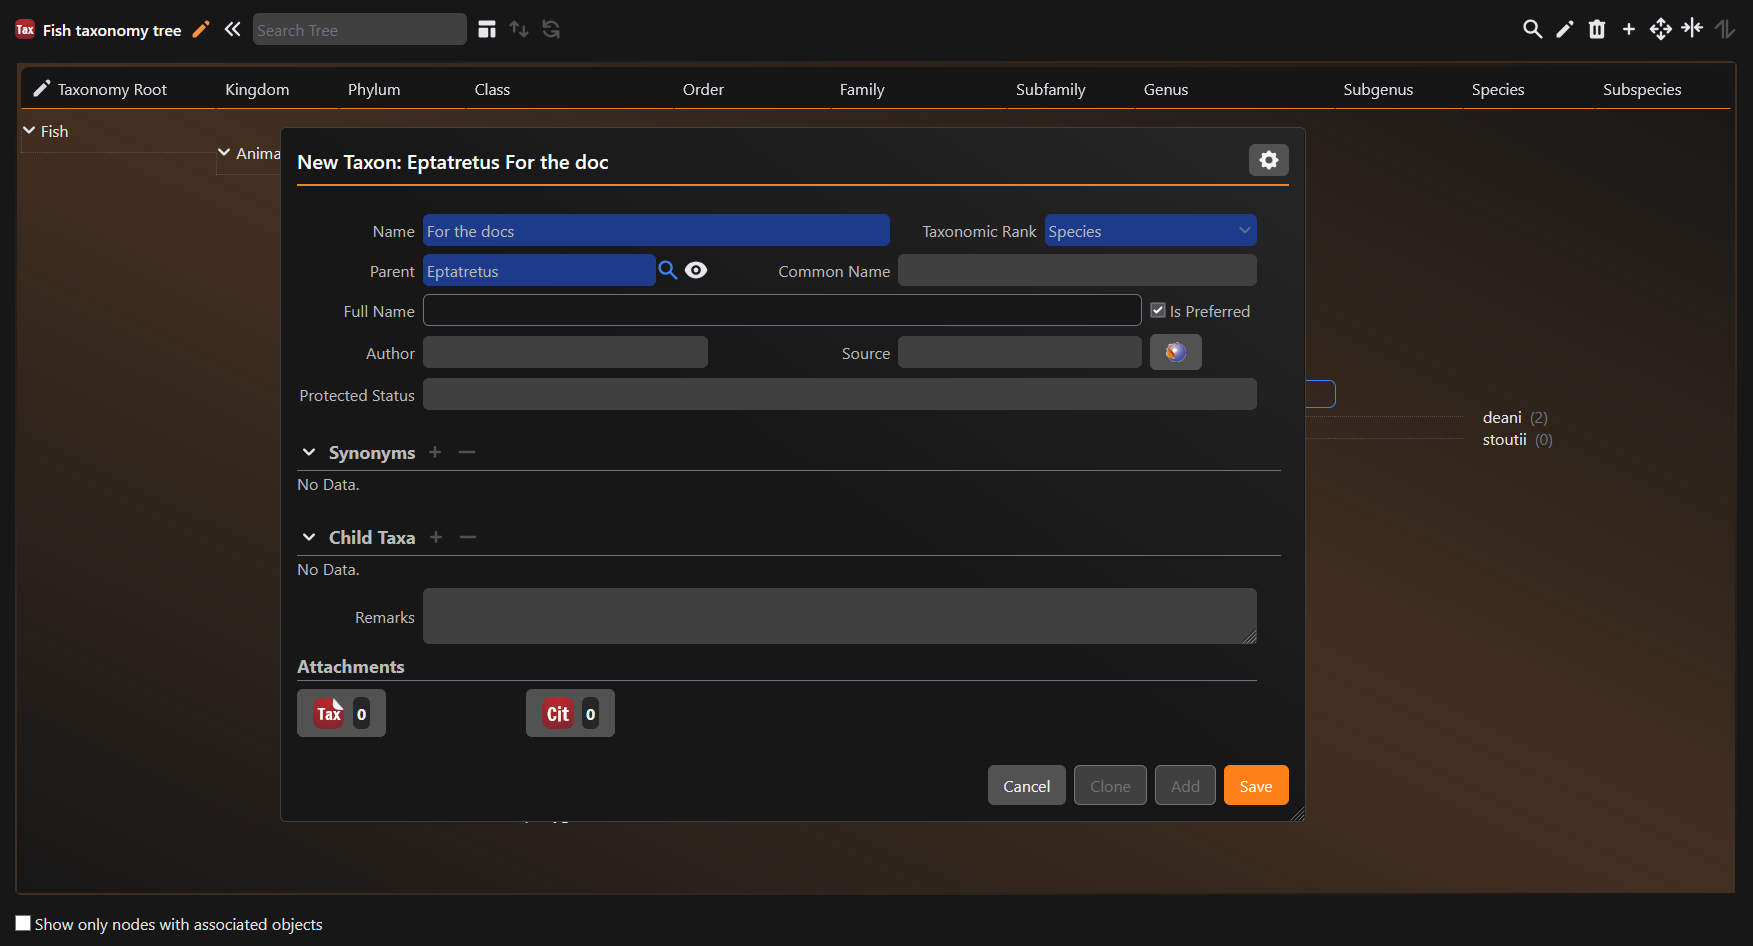 Tax Fish taxonomy tree Search Tree
Taxonomy Root Kingdom Phylum Class Order Family Subfamily Genus Subgenus Species Subspecies
Fish
Anima
New Taxon: Eptatretus For the doc
Name For the docs Taxonomic Rank Species
Parent Eptatretus Common Name
Full Name Is Preferred
Author Source
Protected Status
deani (2)
stoutii (0)
Synonyms
No Data.
Child Taxa
No Data.
Remarks
Attachments
Tax 0 Cit 0
Cancel Clone Add Save
Show only nodes with associated objects